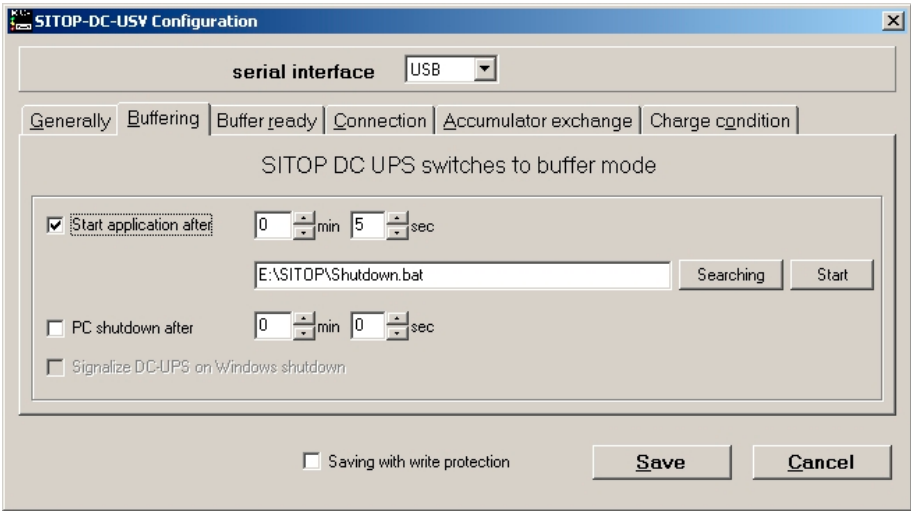 SITOP-DC-USV Configuration
serial interface USB
Generally Buffering Buffer ready Connection Accumulator exchange Charge condition
SITOP DC UPS switches to buffer mode
Start application after 0 min 5 sec
E:\SITOP\Shutdown.bat Searching Start
PC shutdown after 0 min 0 sec
Signalize DC-UPS on Windows shutdown
Saving with write protection Save Cancel